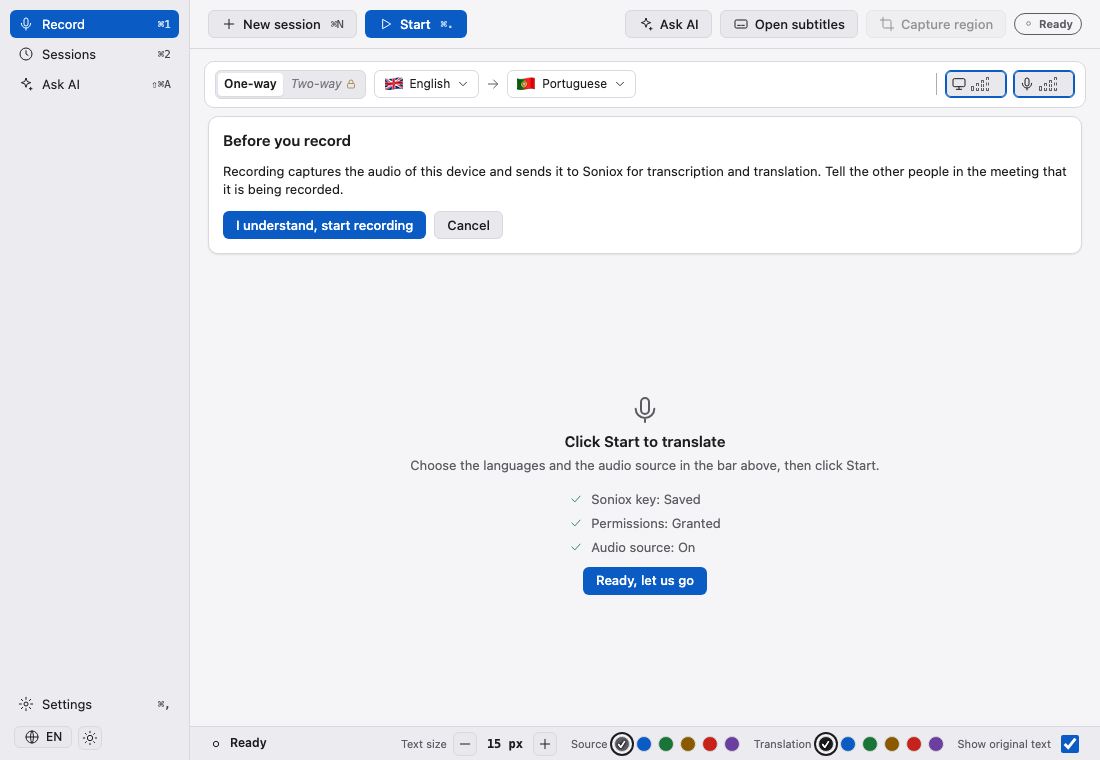 Record ⌘1
Sessions ⌘2
Ask AI ⇧⌘A
New session ⌘N
Start ⌘.
Ask AI
Open subtitles
Capture region
Ready
One-way
Two-way
English
Portuguese
Before you record
Recording captures the audio of this device and sends it to Soniox for transcription and translation. Tell the other people in the meeting that
it is being recorded.
I understand, start recording
Cancel
Click Start to translate
Choose the languages and the audio source in the bar above, then click Start.
Soniox key: Saved
Permissions: Granted
Audio source: On
Ready, let us go
Settings ⌘,
EN
Ready
Text size
15 px
Source
Translation
Show original text